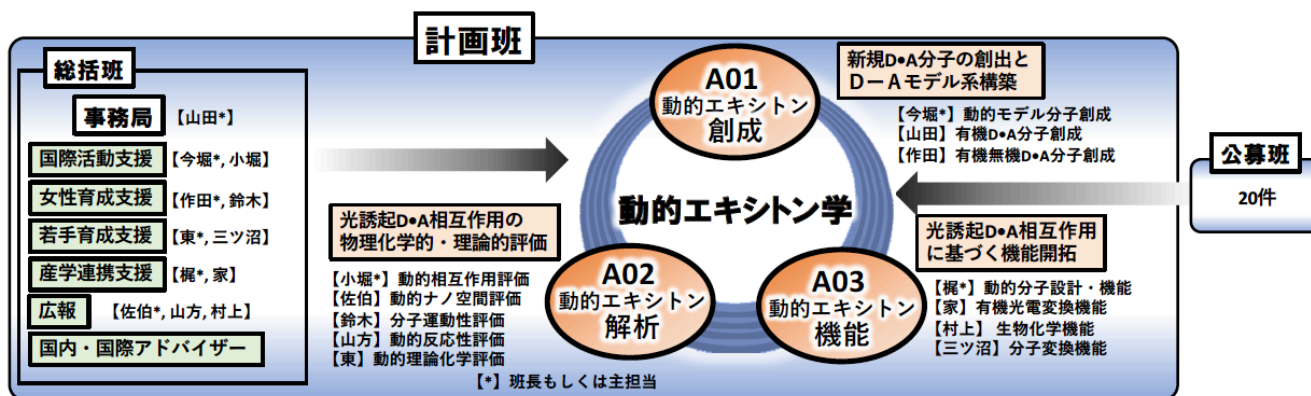 計画班
総括班
事務局 【山田*】
国際活動支援 【今堀*, 小堀】
女性育成支援 【作田*, 鈴木】
若手育成支援 【東*, 三ツ沼】
産学連携支援 【梶*, 家】
広報 【佐伯*, 山方, 村上】
国内・国際アドバイザー
A01
動的エキシトン
創成
新規D•A分子の創出と
D－Aモデル系構築
【今堀*】動的モデル分子創成
【山田】有機D•A分子創成
【作田】有機無機D•A分子創成
動的エキシトン学
光誘起D•A相互作用の
物理化学的・理論的評価
【小堀*】動的相互作用評価
【佐伯】動的ナノ空間評価
【鈴木】分子運動性評価
【山方】動的反応性評価
【東】動的理論化学評価
A02
動的エキシトン
解析
A03
動的エキシトン
機能
光誘起D•A相互作用
に基づく機能開拓
【梶*】動的分子設計・機能
【家】有機光電変換機能
【村上】 生物化学機能
【三ツ沼】分子変換機能
【*】班長もしくは主担当
公募班
20件